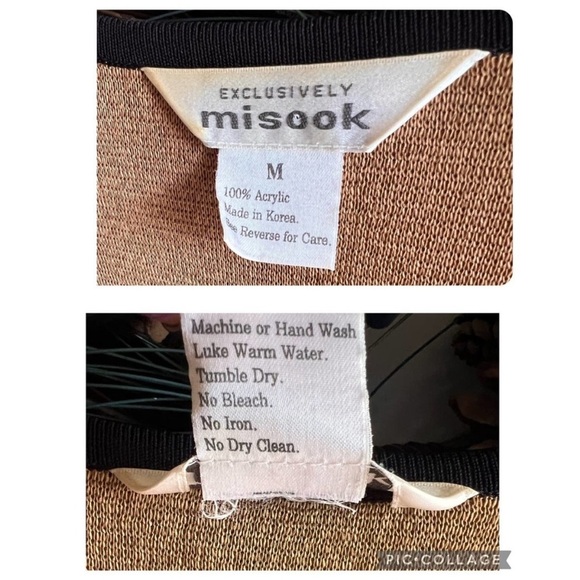 EXCLUSIVELY
misook
M
100% Acrylic
Made in Korea.
See Reverse for Care.
Machine or Hand Wash
Luke Warm Water.
Tumble Dry.
No Bleach.
No Iron.
No Dry Clean.
PIC•COLLAGE